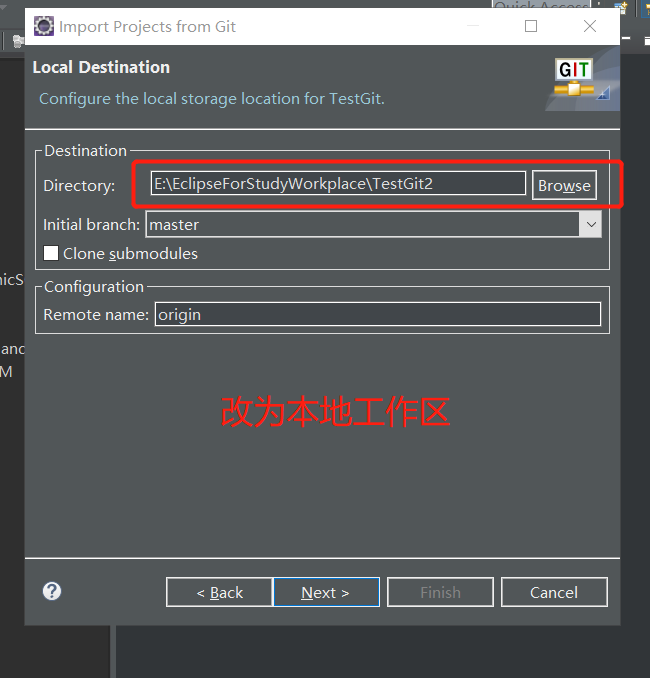 Quick Access
Import Projects from Git
Local Destination
GIT
Configure the local storage location for TestGit.
Destination
Directory: E:\EclipseForStudyWorkplace\TestGit2 Browse
Initial branch: master
Clone submodules
Configuration
Remote name: origin
and
M
改为本地工作区
?
< Back Next > Finish Cancel